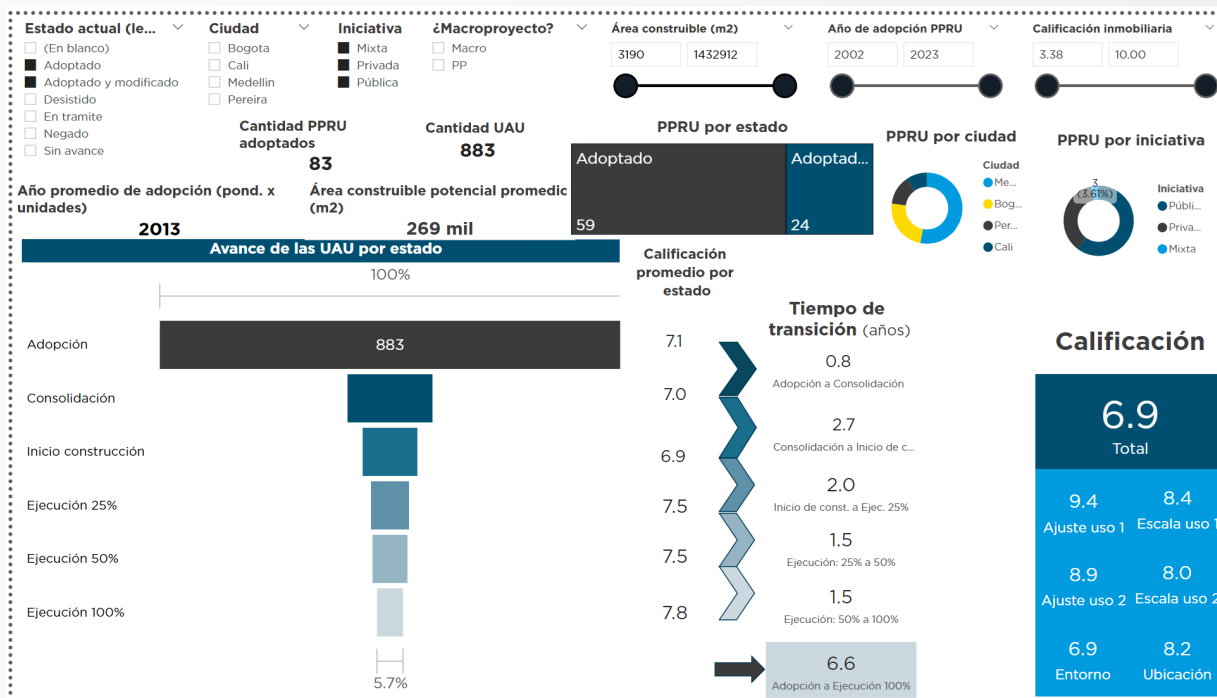 Estado actual (le...
(En blanco)
Adoptado
Adoptado y modificado
Desistido
En tramite
Negado
Sin avance
Ciudad
Bogota
Cali
Medellin
Pereira
Iniciativa
Mixta
Privada
Pública
¿Macroproyecto?
Macro
PP
Área construible (m2)
3190
1432912
Año de adopción PPRU
2002
2023
Calificación inmobiliaria
3.38
10.00
Cantidad PPRU
adoptados
83
Cantidad UAU
883
Año promedio de adopción (pond. x
unidades)
2013
Área construible potencial promedic
(m2)
269 mil
PPRU por estado
Adoptado
59
Adoptad...
24
PPRU por ciudad
Ciudad
Me...
Bog...
Per...
Cali
PPRU por iniciativa
3
(3.61%)
Iniciativa
Públi...
Priva...
Mixta
Avance de las UAU por estado
100%
Adopción
883
Consolidación
Inicio construcción
Ejecución 25%
Ejecución 50%
Ejecución 100%
5.7%
Calificación
promedio por
estado
7.1
7.0
6.9
7.5
7.5
7.8
Tiempo de
transición (años)
0.8
Adopción a Consolidación
2.7
Consolidación a Inicio de c...
2.0
Inicio de const. a Ejec. 25%
1.5
Ejecución: 25% a 50%
1.5
Ejecución: 50% a 100%
6.6
Adopción a Ejecución 100%
Calificación
6.9
Total
9.4
Ajuste uso 1
8.4
Escala uso 1
8.9
Ajuste uso 2
8.0
Escala uso 2
6.9
Entorno
8.2
Ubicación